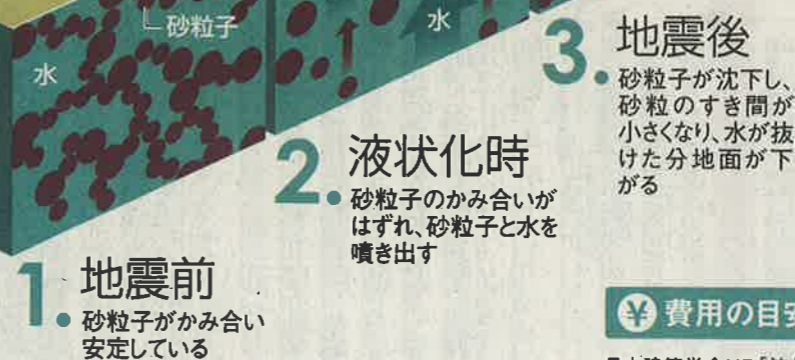 砂粒子
水
水
1. 地震前
砂粒子がかみ合い
安定している
2. 液状化時
砂粒子のかみ合いが
はずれ、砂粒子と水を
噴き出す
3. 地震後
砂粒子が沈下し、
砂粒のすき間が
小さくなり、水が抜
けた分地面が下
がる
¥ 費用の目安